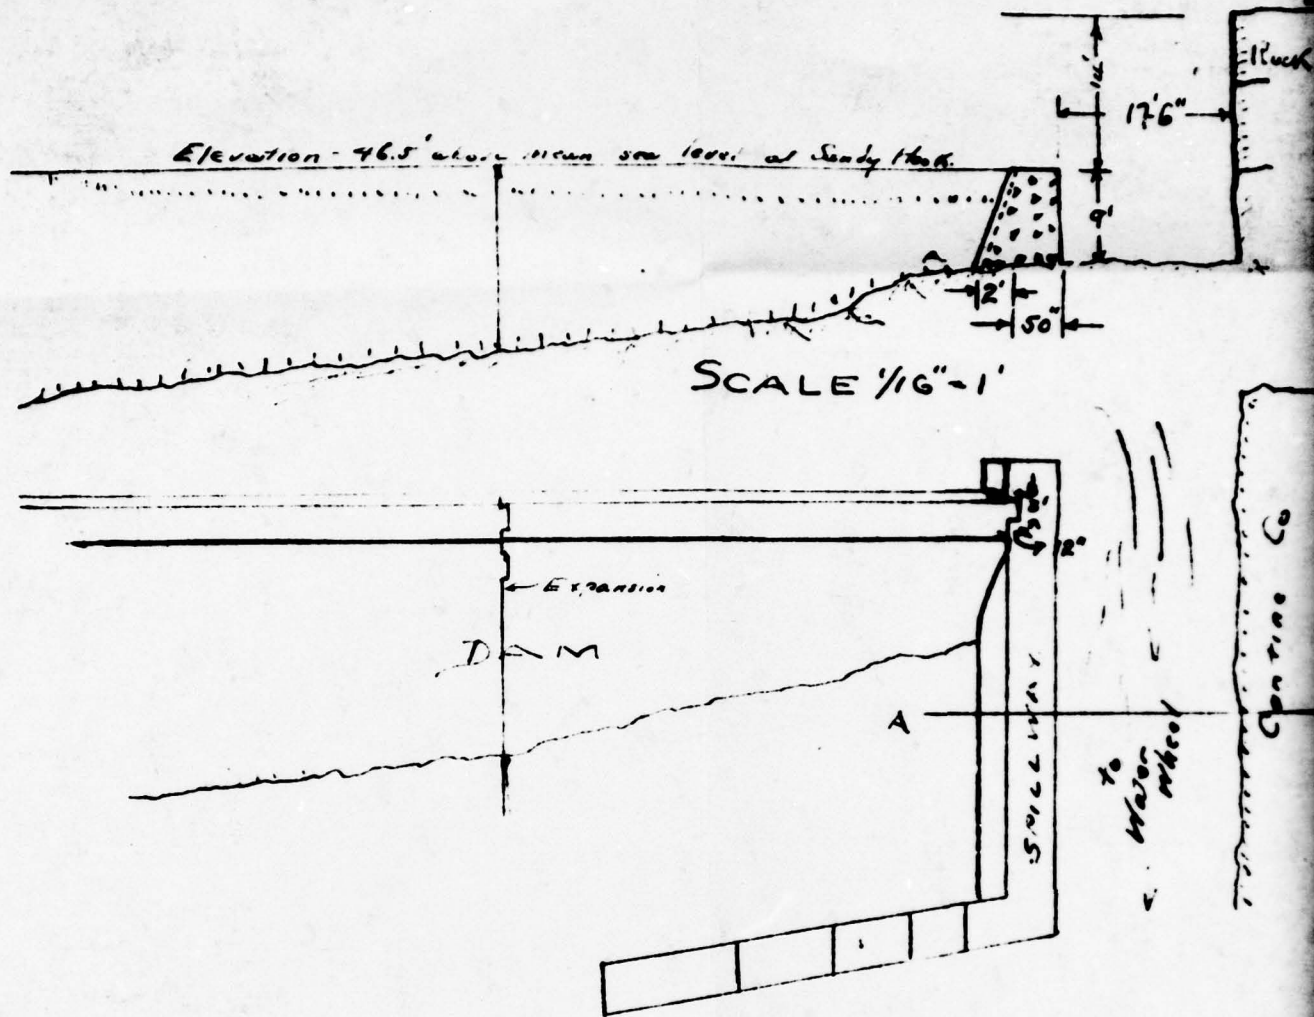 Rock
14'
17'6"
Elevation - 46.5' above mean sea level at Sandy Hook.
9'
2'
50"
SCALE 1/16" - 1'
12"
← Expansion
DAM
A
SPILLWAY
to
Water
Wheel
Co